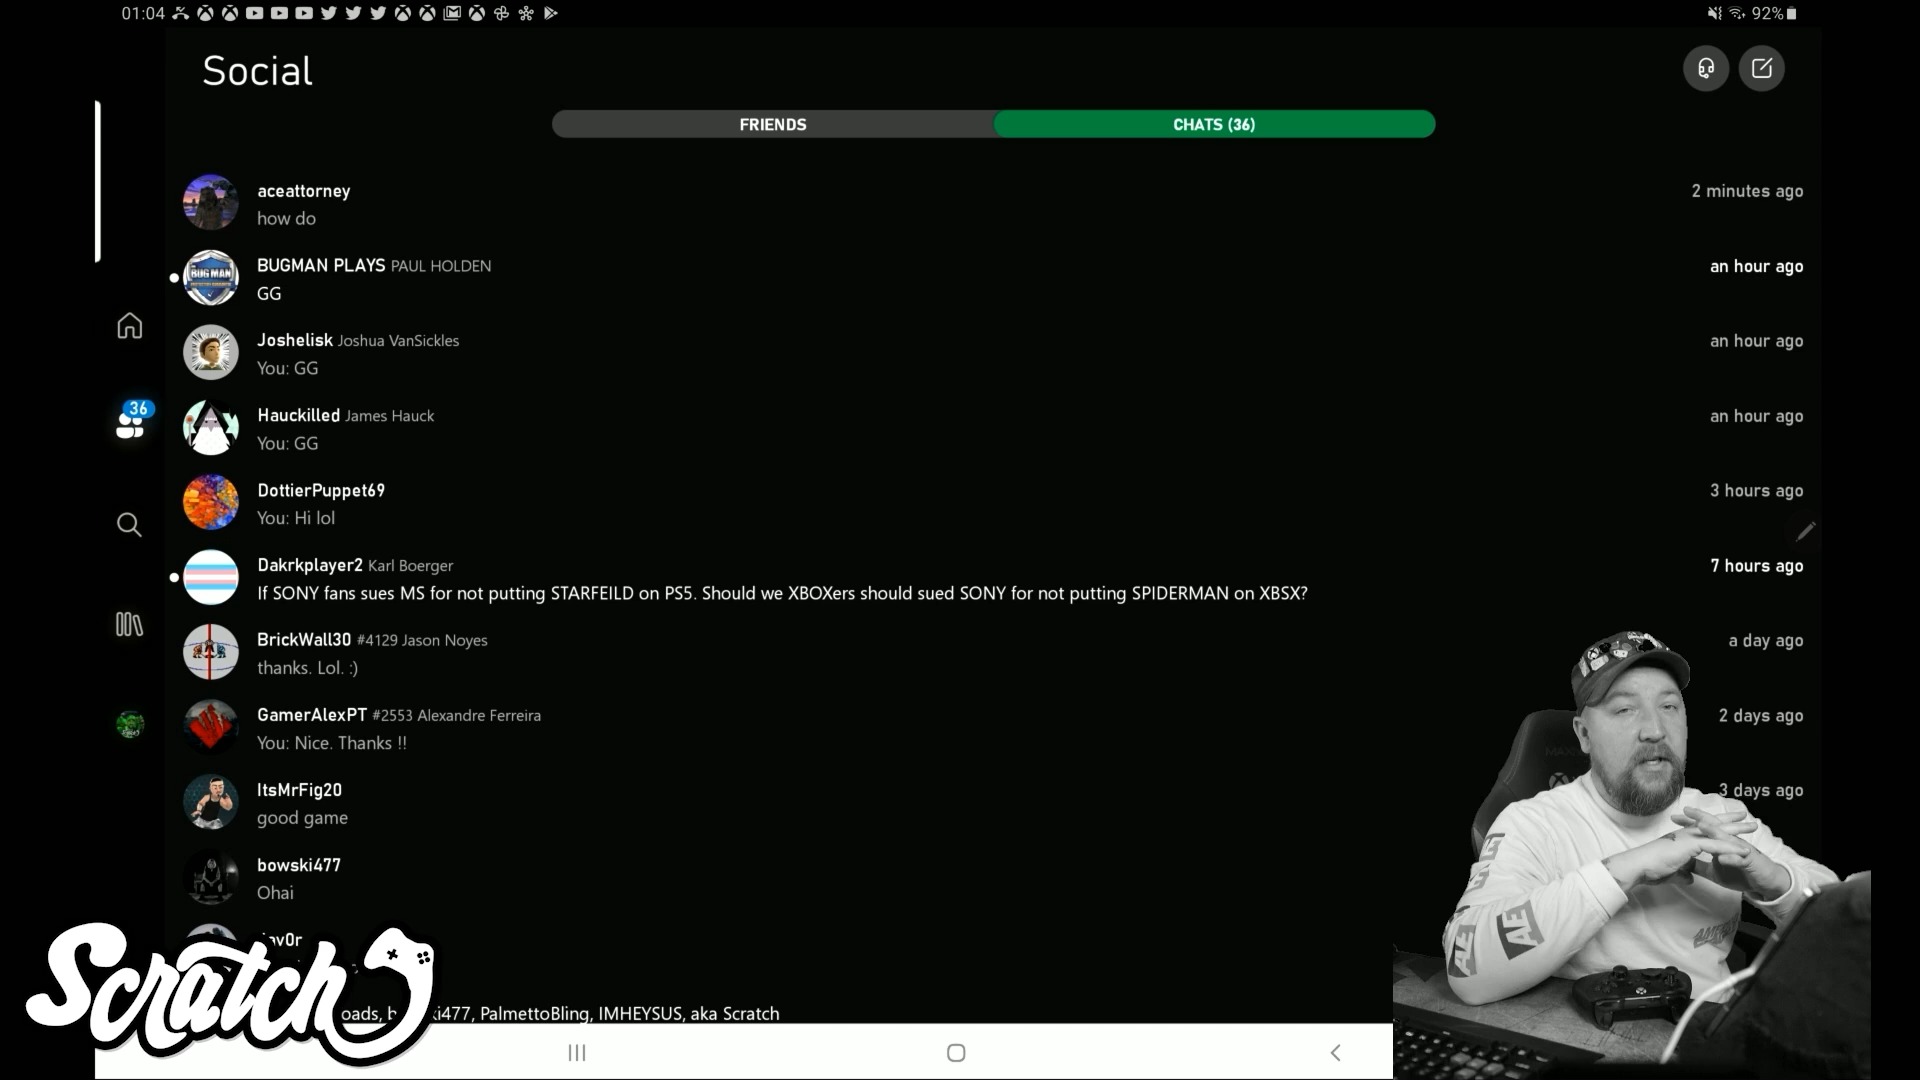 01:04
92%
Social
FRIENDS
CHATS (36)
aceattorney
2 minutes ago
how do
BUGMAN PLAYS PAUL HOLDEN
an hour ago
BUG MAN
GG
Joshelisk Joshua VanSickles
an hour ago
You: GG
36
Hauckilled James Hauck
an hour ago
You: GG
DottierPuppet69
3 hours ago
You: Hi lol
Dakrkplayer2 Karl Boerger
7 hours ago
If SONY fans sues MS for not putting STARFEILD on PS5. Should we XBOXers should sued SONY for not putting SPIDERMAN on XBSX?
BrickWall30 #4129 Jason Noyes
a day ago
thanks. Lol. :)
GamerAlexPT #2553 Alexandre Ferreira
2 days ago
You: Nice. Thanks !!
ItsMrFig20
3 days ago
good game
bowski477
Ohai
Scratch
ki477, PalmettoBling, IMHEYSUS, aka Scratch